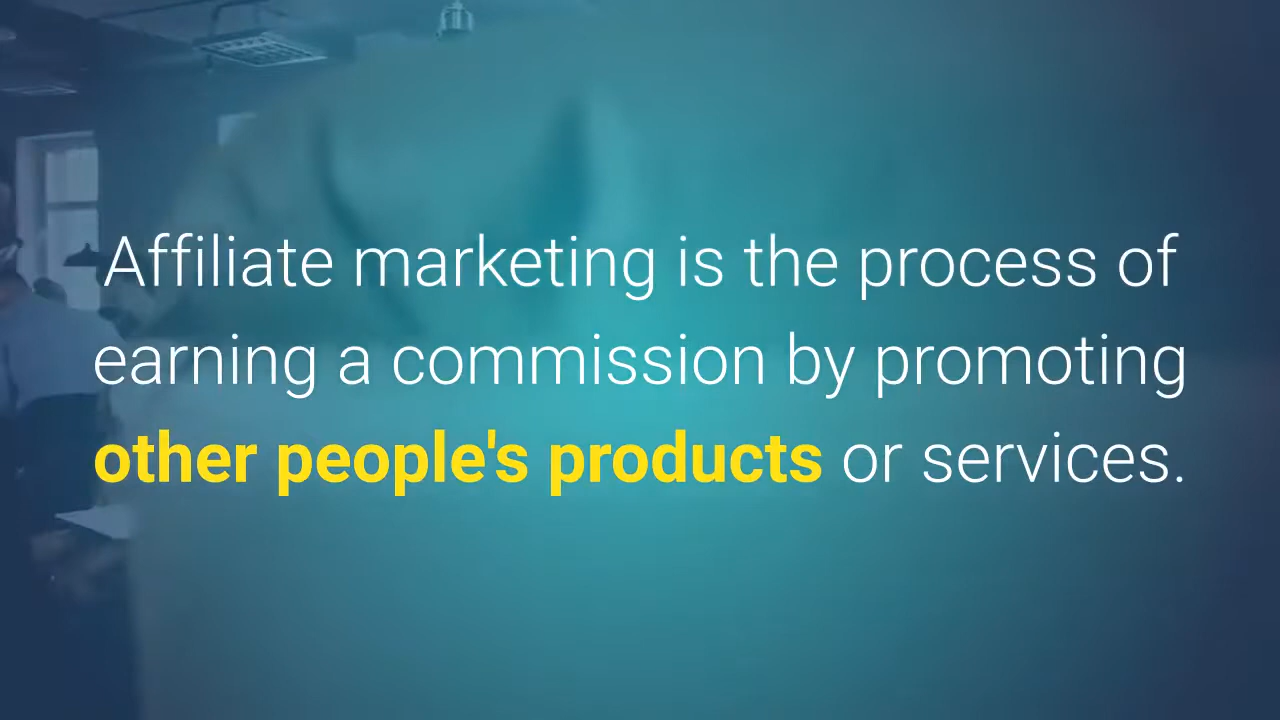 Affiliate marketing is the process of
earning a commission by promoting
other people's products or services.